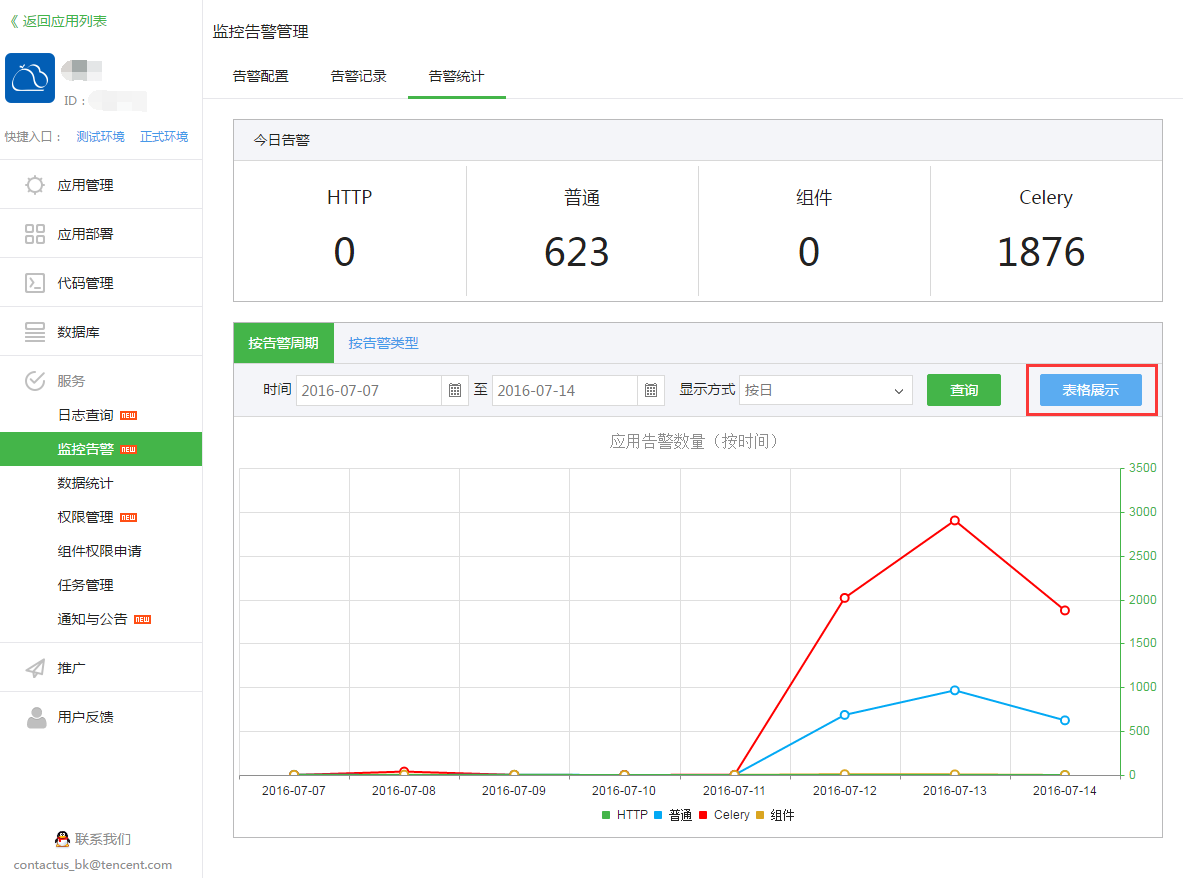 《 返回应用列表
ID：
快捷入口： 测试环境 正式环境
应用管理
应用部署
代码管理
数据库
服务
日志查询 NEW
监控告警 NEW
数据统计
权限管理 NEW
组件权限申请
任务管理
通知与公告 NEW
推广
用户反馈
联系我们
contactus_bk@tencent.com
监控告警管理
告警配置 告警记录 告警统计
今日告警
HTTP 普通 组件 Celery
0 623 0 1876
按告警周期 按告警类型
时间 2016-07-07 至 2016-07-14 显示方式 按日 查询 表格展示
应用告警数量（按时间）
3500
3000
2500
2000
1500
1000
500
0
2016-07-07 2016-07-08 2016-07-09 2016-07-10 2016-07-11 2016-07-12 2016-07-13 2016-07-14
HTTP 普通 Celery 组件